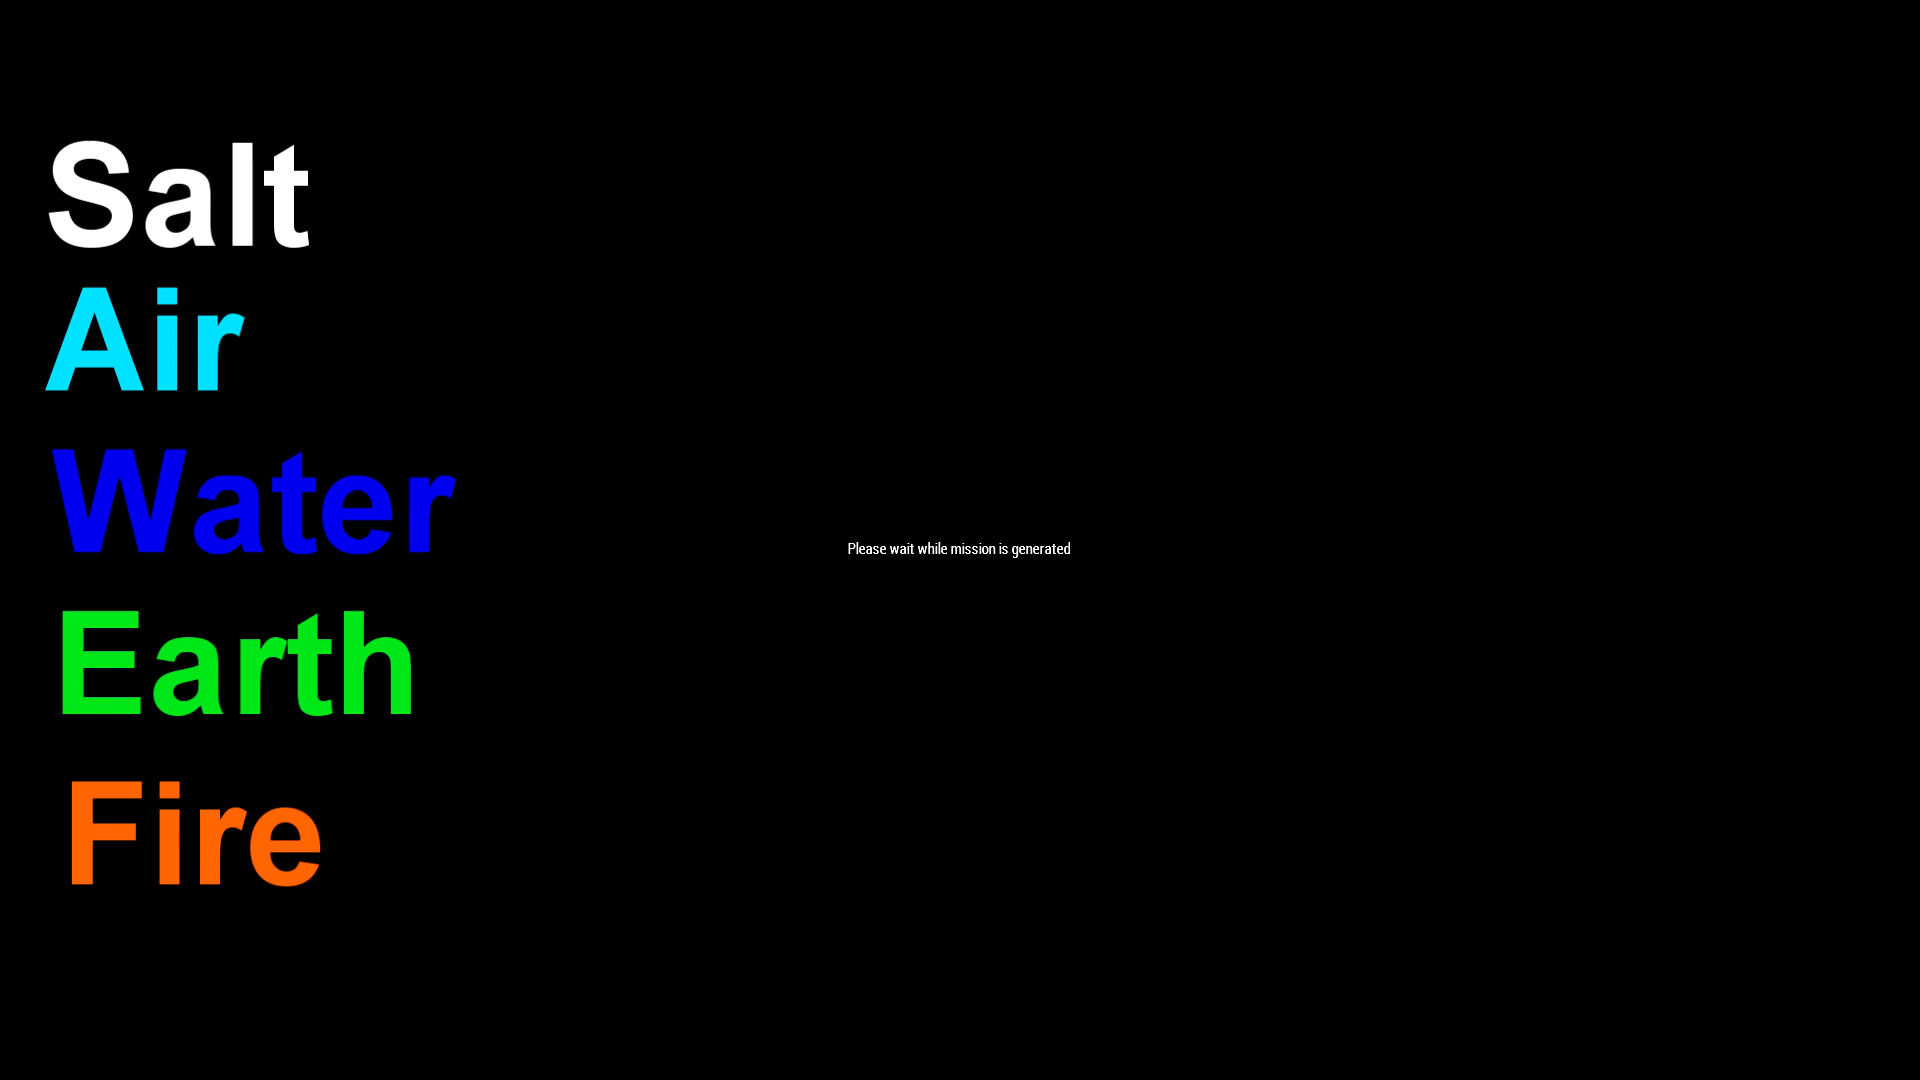 Salt
Air
Water
Please wait while mission is generated
Earth
Fire